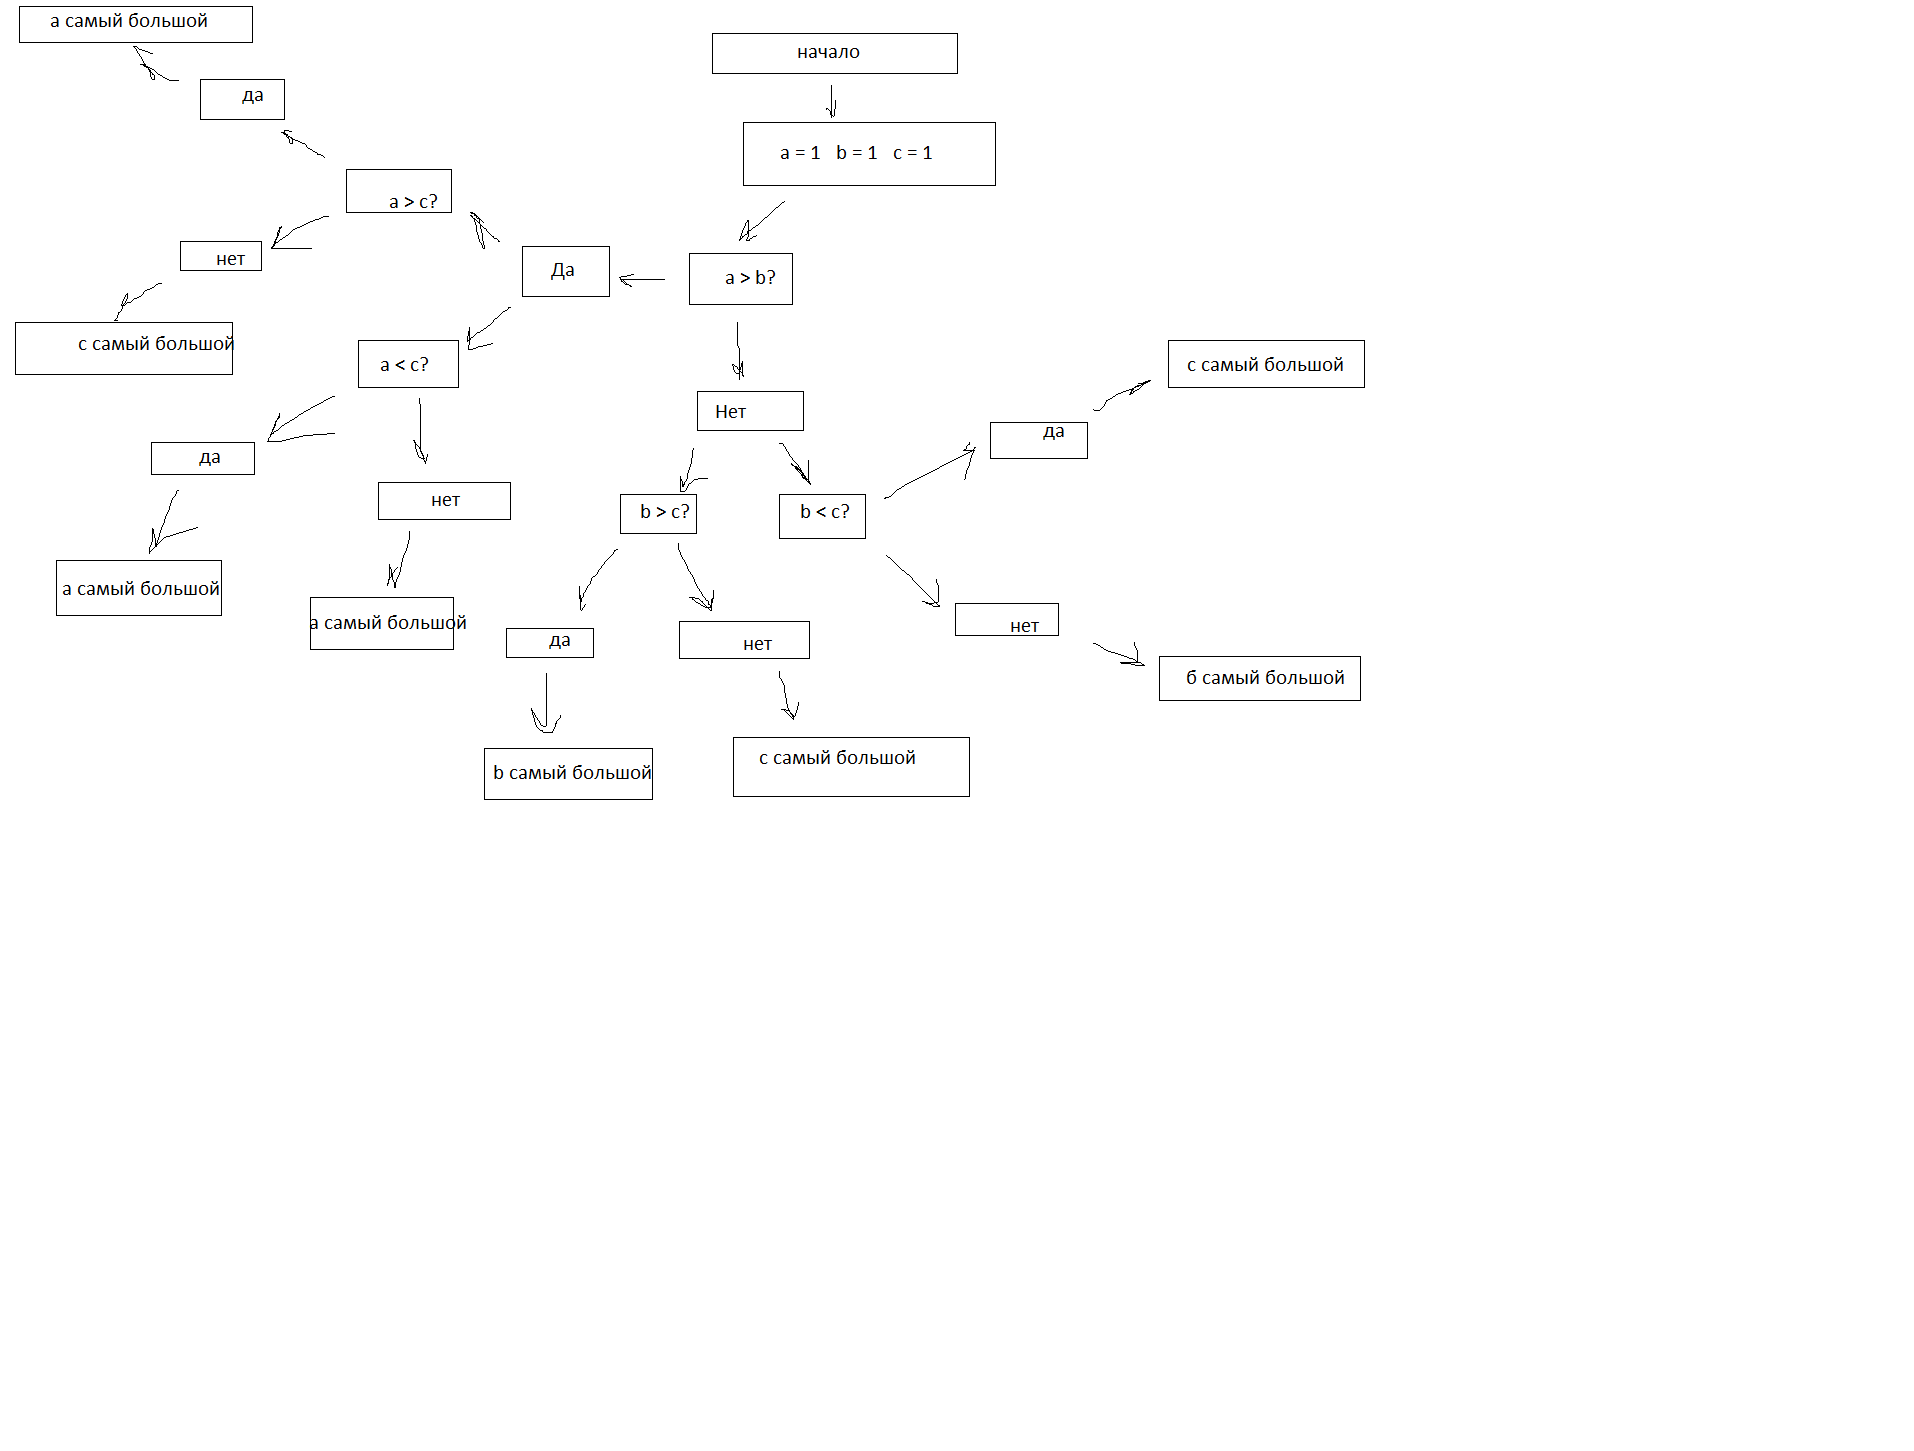 а самый большой
начало
да
a = 1   b = 1   c = 1
a > c?
нет
Да
a > b?
с самый большой
a < c?
с самый большой
Нет
да
да
нет
b > c?
b < c?
а самый большой
а самый большой
да
нет
нет
б самый большой
b самый большой
с самый большой